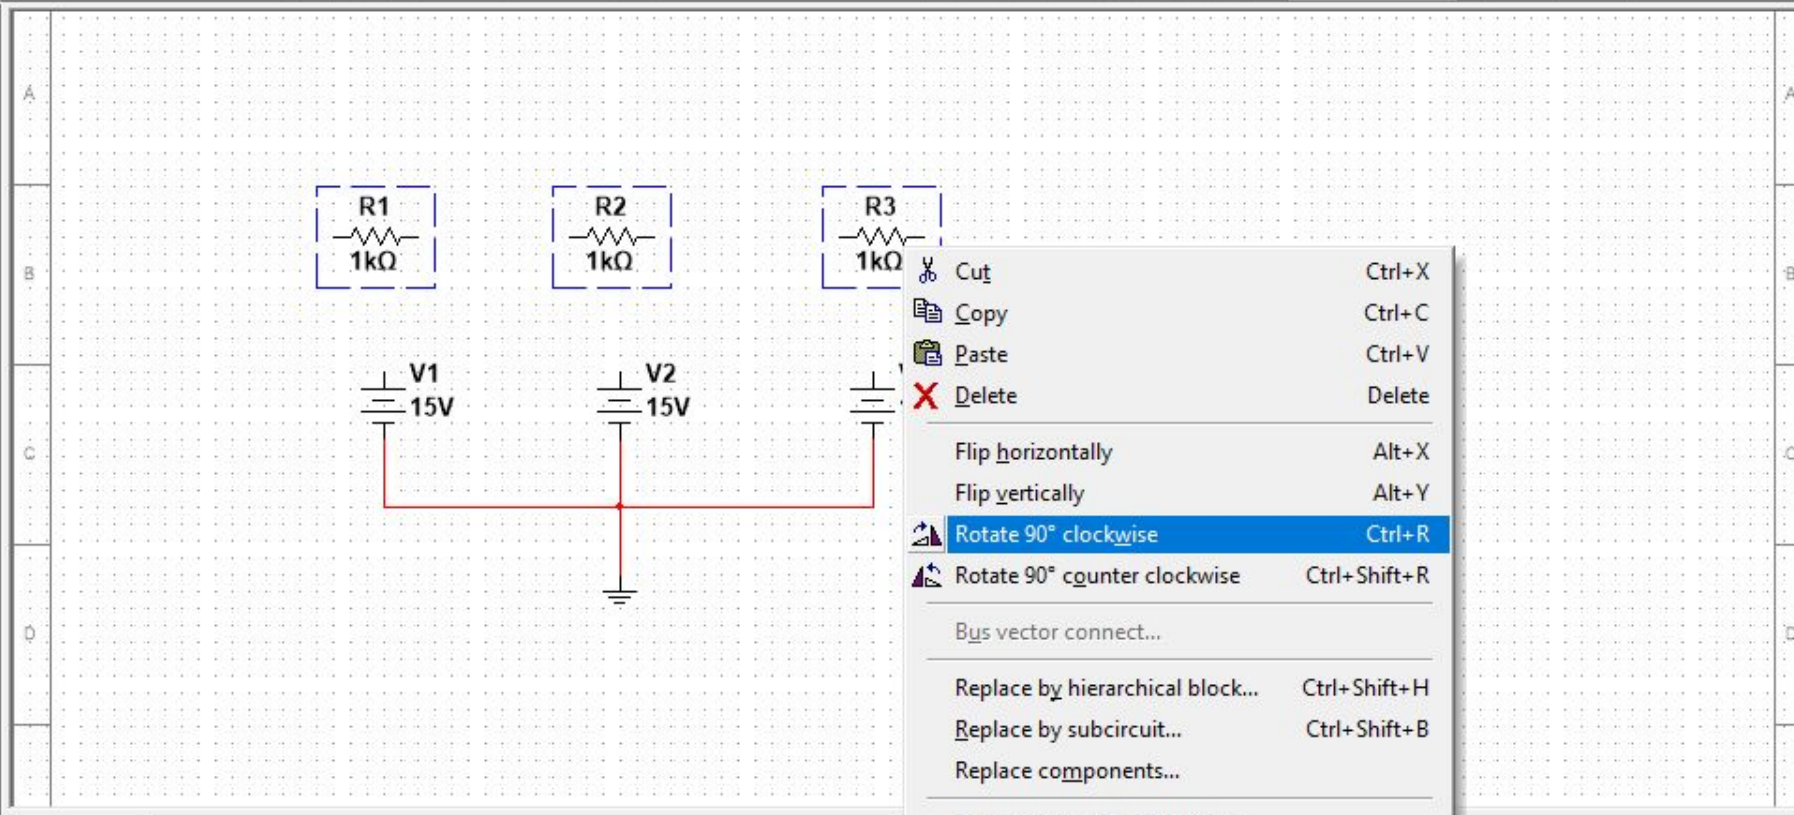 A
A
R1
R2
R3
1kΩ
1kΩ
1kΩ
B
B
V1
15V
V2
15V
C
D
Cut Ctrl+X
Copy Ctrl+C
Paste Ctrl+V
Delete Delete
Flip horizontally Alt+X
Flip vertically Alt+Y
Rotate 90° clockwise Ctrl+R
Rotate 90° counter clockwise Ctrl+Shift+R
Bus vector connect...
Replace by hierarchical block... Ctrl+Shift+H
Replace by subcircuit... Ctrl+Shift+B
Replace components...